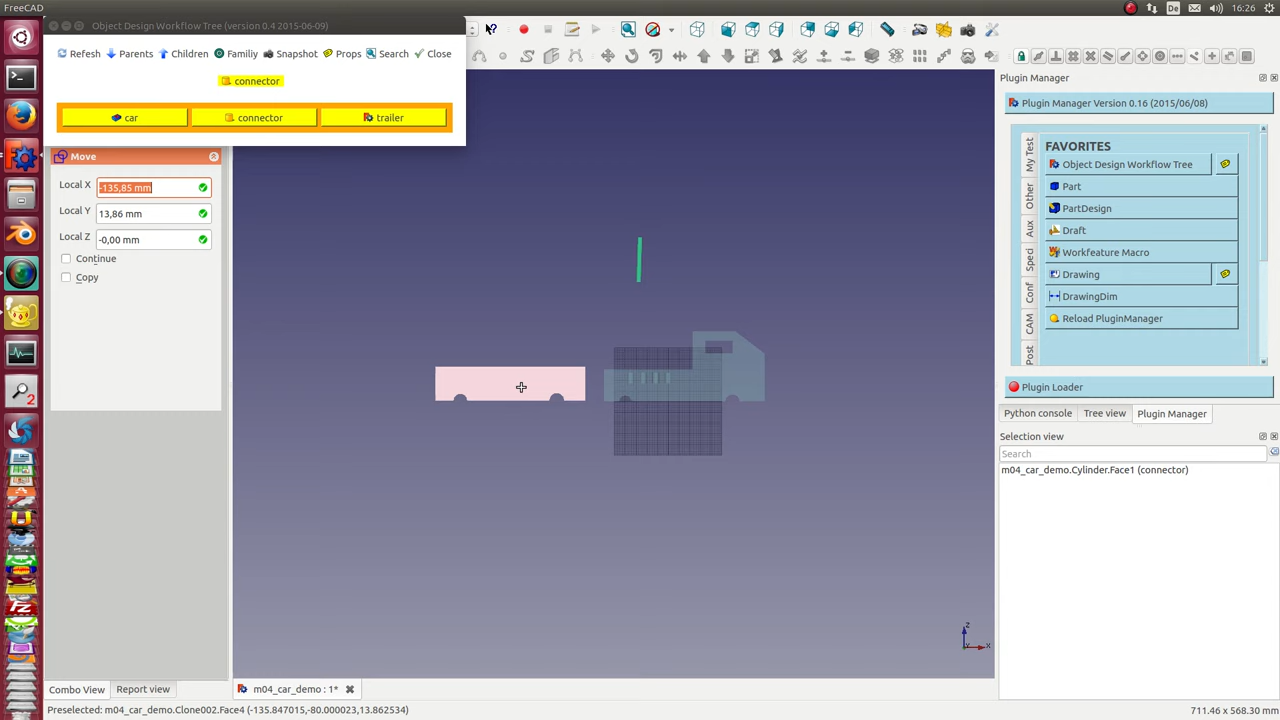 FreeCAD
De
16:26
Object Design Workflow Tree (version 0.4 2015-06-09)
Refesh Parents Children Family Snapshot Props Search Close
connector
car connector trailer
Move
Local X -135,85 mm
Local Y 13,86 mm
Local Z -0,00 mm
Continue
Copy
Plugin Manager
Plugin Manager Version 0.16 (2015/06/08)
My Test
Other
Aux
Sped
Conf
CAM
Post
FAVORITES
Object Design Workflow Tree
Part
PartDesign
Draft
Workfeature Macro
Drawing
DrawingDim
Reload PluginManager
Plugin Loader
Python console Tree view Plugin Manager
Selection view
Search
m04_car_demo.Cylinder.Face1 (connector)
z
x
2
Combo View Report view
m04_car_demo : 1*
Preselected: m04_car_demo.Clone002.Face4 (-135.847015,-80.000023,13.862534)
711.46 x 568.30 mm